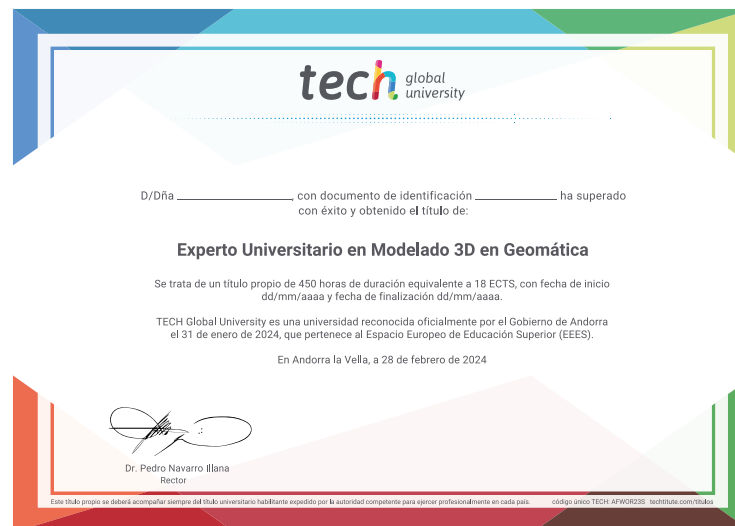 tech global university
D/Dña ____________, con documento de identificación ____________ ha superado
con éxito y obtenido el título de:
Experto Universitario en Modelado 3D en Geomática
Se trata de un título propio de 450 horas de duración equivalente a 18 ECTS, con fecha de inicio
dd/mm/aaaa y fecha de finalización dd/mm/aaaa.
TECH Global University es una universidad reconocida oficialmente por el Gobierno de Andorra
el 31 de enero de 2024, que pertenece al Espacio Europeo de Educación Superior (EEES).
En Andorra la Vella, a 28 de febrero de 2024
Dr. Pedro Navarro Illana
Rector
Este título propio se deberá acompañar siempre del título universitario habilitante expedido por la autoridad competente para ejercer profesionalmente en cada país. código único TECH: AFWOR23S techtitute.com/titulos